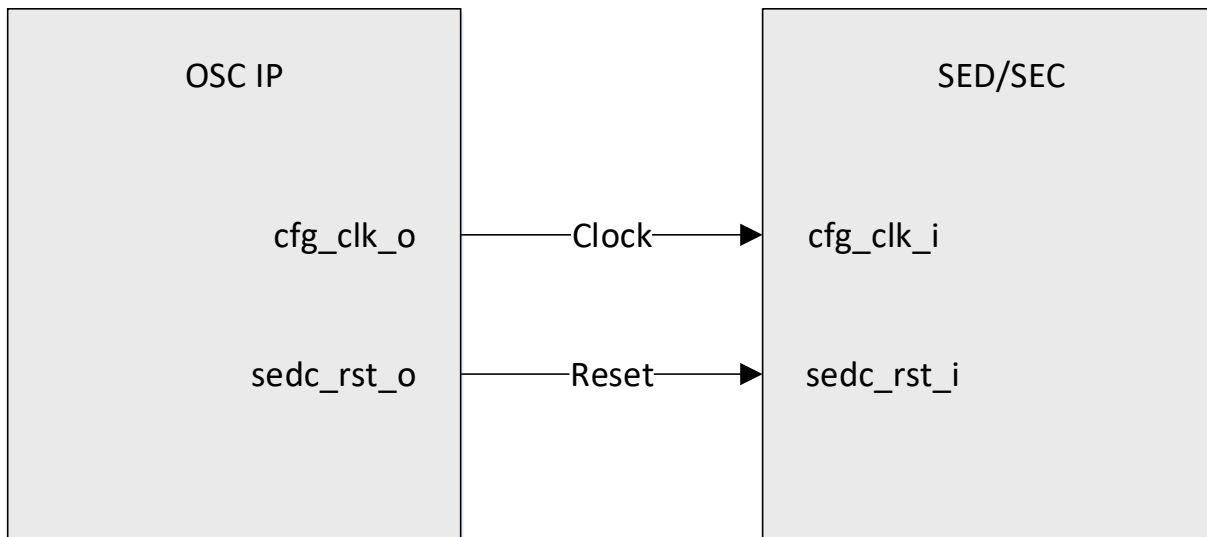 OSC IP
SED/SEC
cfg_clk_o
Clock
cfg_clk_i
sedc_rst_o
Reset
sedc_rst_i